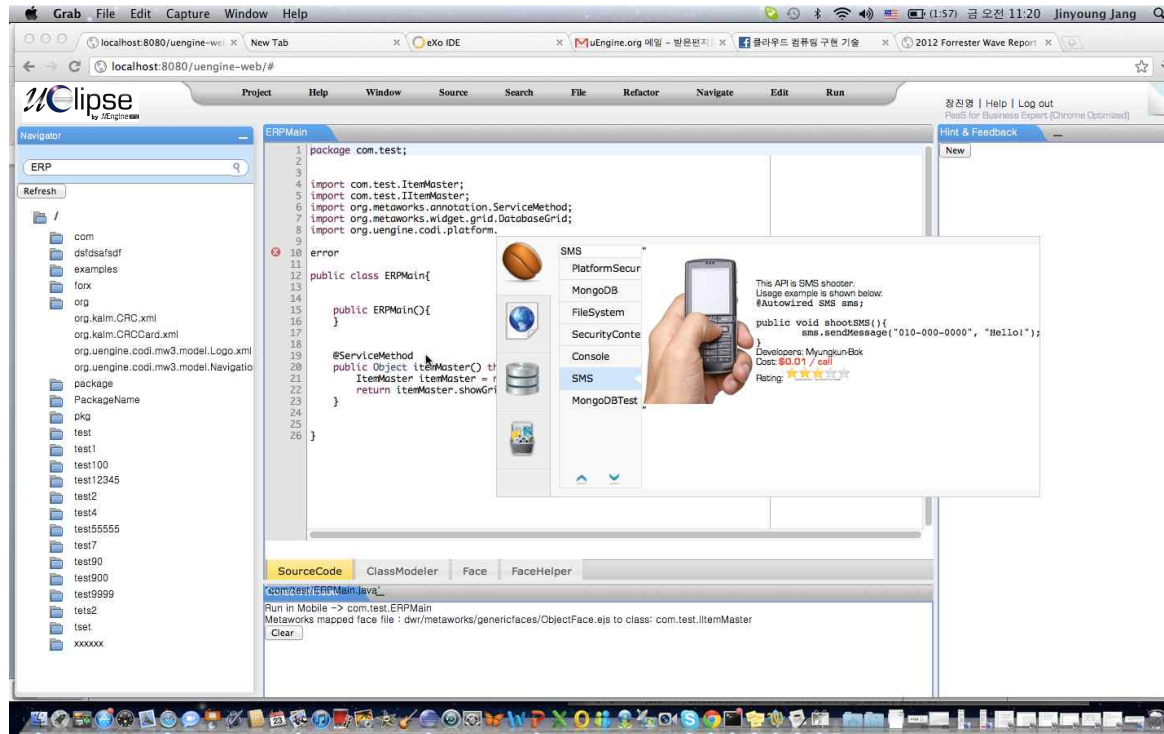 Grab File Edit Capture Window Help
(1:57) 금 오전 11:20 Jinyoung Jang
localhost:8080/uengine-wel
New Tab
eXo IDE
uEngine.org 메일 - 받은편지
클라우드 컴퓨팅 구현 기술
2012 Forrester Wave Report
localhost:8080/uengine-web/#
uClipse
by uEngine
Project Help Window Source Search File Refactor Navigate Edit Run
장진영 | Help | Log out
PaaS for Business Expert (Chrome Optimized)
Navigator
ERP
Refresh
/
com
dsfdsafsdf
examples
forx
org
org.kalm.CRC.xml
org.kalm.CRCCard.xml
org.uengine.codi.mw3.model.Logo.xml
org.uengine.codi.mw3.model.Navigatio
package
PackageName
pkg
test
test1
test100
test12345
test2
test4
test55555
test7
test90
test900
test9999
tets2
tset
xxxxxx
ERPMain
1 package com.test;
2
3
4 import com.test.ItemMaster;
5 import com.test.IItemMaster;
6 import org.metaworks.annotation.ServiceMethod;
7 import org.metaworks.widget.grid.DatabaseGrid;
8 import org.uengine.codi.platform.
9
10 error
11
12 public class ERPMain{
13
14
15 public ERPMain(){
16 }
17
18
19 @ServiceMethod
20 public Object itemMaster() th
21 ItemMaster itemMaster = n
22 return itemMaster.showGri
23 }
24
25
26 }
SMS
PlatformSecur
MongoDB
FileSystem
SecurityConte
Console
SMS
MongoDBTest
"
This API is SMS shooter.
Usage example is shown below:
@Autowired SMS sms;
public void shootSMS(){
sms.sendMessage("010-000-0000", "Hello!");
}
Developers: Myungkun-Bok
Cost: $0.01 / call
Rating:
"
Hint & Feedback
New
SourceCode ClassModeler Face FaceHelper
"com/test/ERPMain.java"
Run in Mobile -> com.test.ERPMain
Metaworks mapped face file : dwr/metaworks/genericfaces/ObjectFace.ejs to class: com.test.IItemMaster
Clear